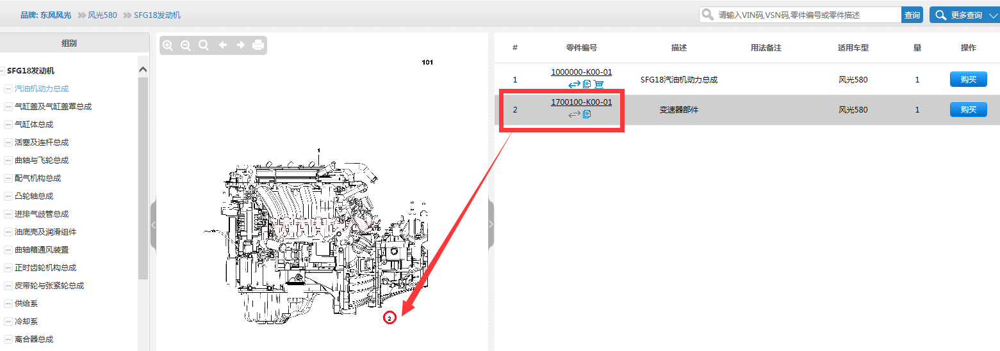 品牌: 东风风光 风光580 SFG18发动机
请输入VIN码,VSN码,零件编号或零件描述 查询 更多查询
组别
SFG18发动机
汽油机动力总成
气缸盖及气缸盖罩总成
气缸体总成
活塞及连杆总成
曲轴与飞轮总成
配气机构总成
凸轮轴总成
进排气歧管总成
油底壳及润滑组件
曲轴箱通风装置
正时齿轮机构总成
皮带轮与张紧轮总成
供给系
冷却系
离合器总成
101
1
2
# 零件编号 描述 用法备注 适用车型 量 操作
1 1000000-K00-01 SFG18汽油机动力总成 风光580 1 购买
2 1700100-K00-01 变速器部件 风光580 1 购买